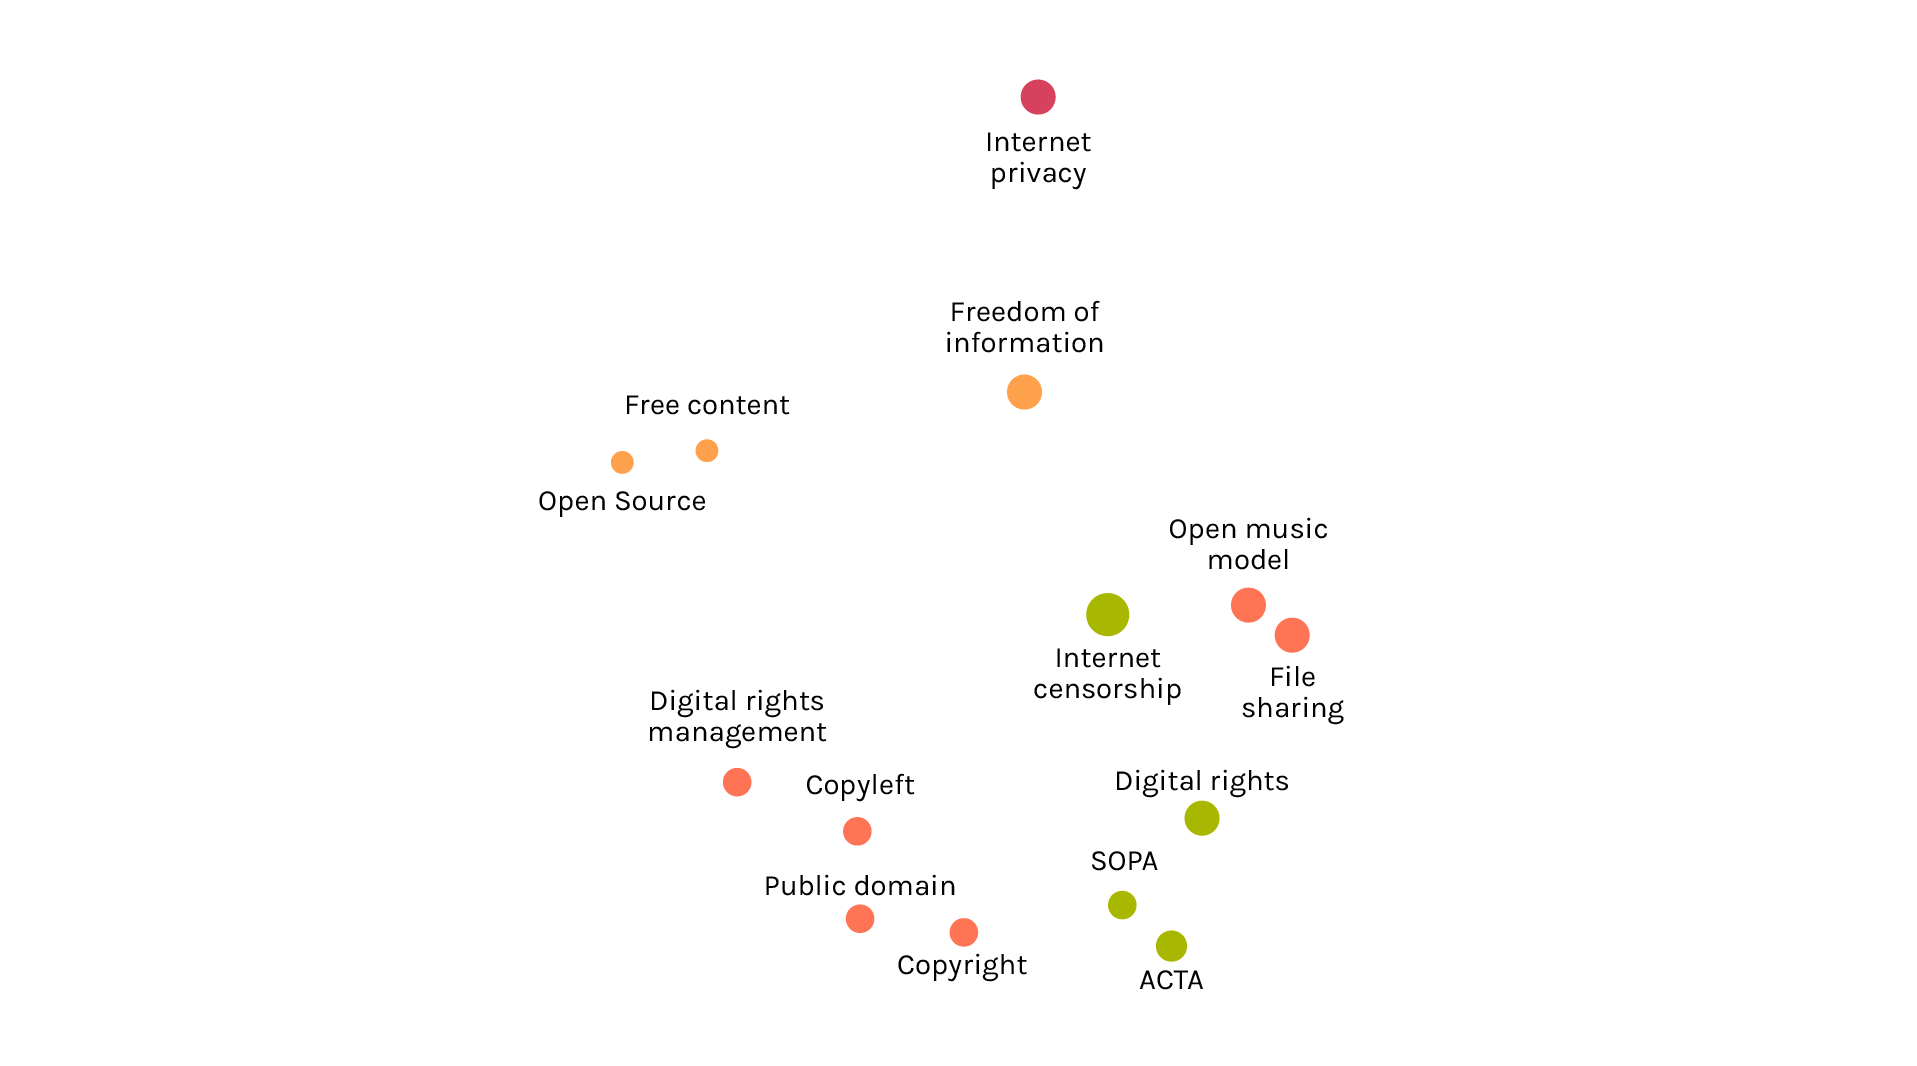 Internet
privacy
Freedom of
information
Free content
Open Source
Open music
model
Internet
censorship
File
sharing
Digital rights
management
Copyleft
Digital rights
SOPA
Public domain
Copyright
ACTA